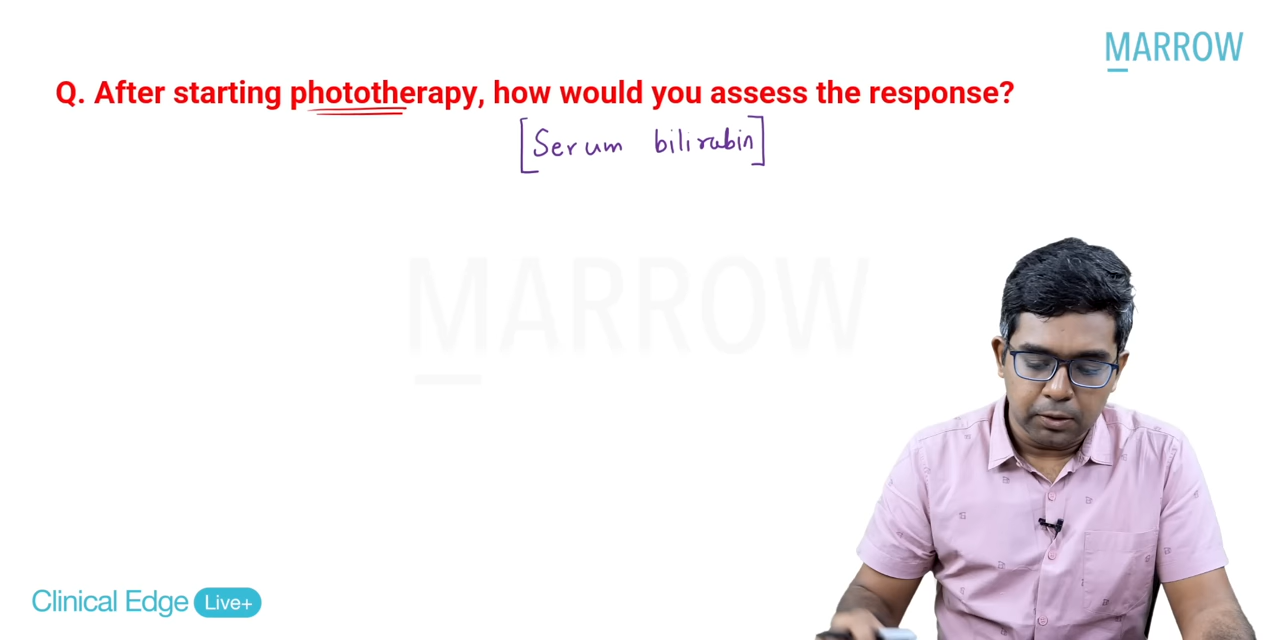 MARROW
Q. After starting phototherapy, how would you assess the response?
[Serum bilirubin]
MARROW
Clinical Edge Live+